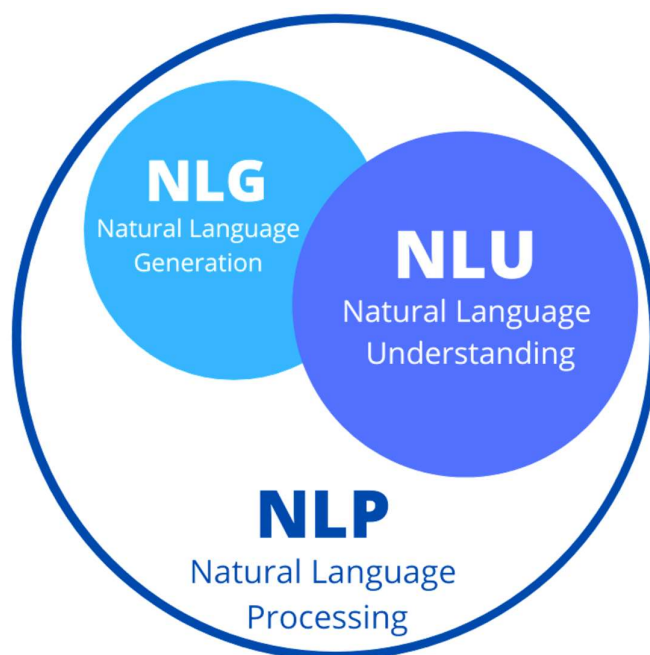 NLG
Natural Language
Generation
NLU
Natural Language
Understanding
NLP
Natural Language
Processing